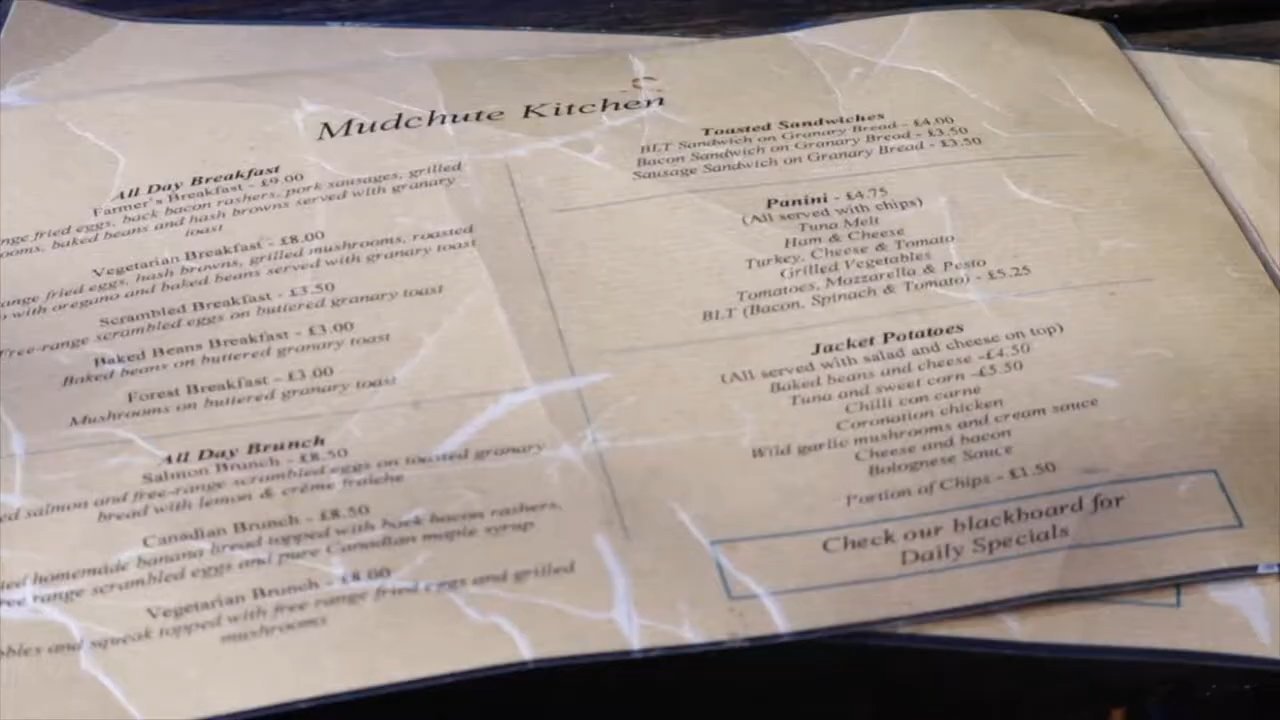 Mudchute Kitchen
All Day Breakfast
Farmer's Breakfast - £9.00
fried eggs, back bacon rashers, pork sausages, grilled
baked beans and hash browns served with granary
toast
Vegetarian Breakfast - £8.00
fried eggs, hash browns, grilled mushrooms, roasted
with oregano and baked beans served with granary toast
Scrambled Breakfast - £3.50
Free-range scrambled eggs on buttered granary toast
Baked Beans Breakfast - £3.00
Baked beans on buttered granary toast
Forest Breakfast - £3.00
Mushrooms on buttered granary toast
All Day Brunch
Salmon Brunch - £8.50
salmon and free-range scrambled eggs on toasted granary
bread with lemon & crème fraîche
Canadian Brunch - £8.50
homemade banana bread topped with back bacon rashers,
range scrambled eggs and pure Canadian maple syrup
Vegetarian Brunch - £8.00
and squeak topped with free range fried eggs and grilled
mushrooms
Toasted Sandwiches
BLT Sandwich on Granary Bread - £4.00
Bacon Sandwich on Granary Bread - £3.50
Sausage Sandwich on Granary Bread - £3.50
Panini - £4.75
(All served with chips)
Tuna Melt
Ham & Cheese
Turkey, Cheese & Tomato
Grilled Vegetables
Tomatoes, Mozzarella & Pesto
BLT (Bacon, Spinach & Tomato) - £5.25
Jacket Potatoes
(All served with salad and cheese on top)
Baked beans and cheese -£4.50
Tuna and sweet corn -£5.50
Chilli con carne
Coronation chicken
Wild garlic mushrooms and cream sauce
Cheese and bacon
Bolognese Sauce
Portion of Chips - £1.50
Check our blackboard for
Daily Specials